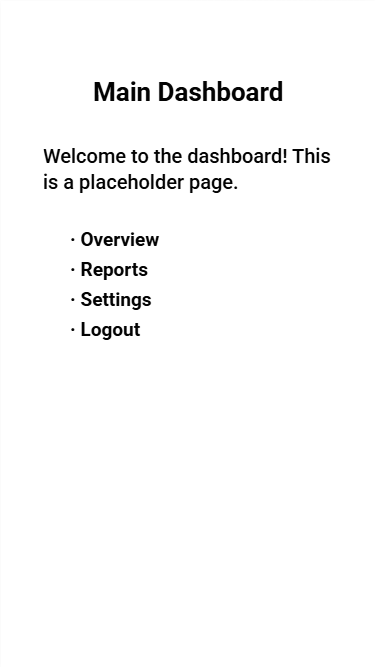 Main Dashboard
Welcome to the dashboard! This
is a placeholder page.
· Overview
· Reports
· Settings
· Logout